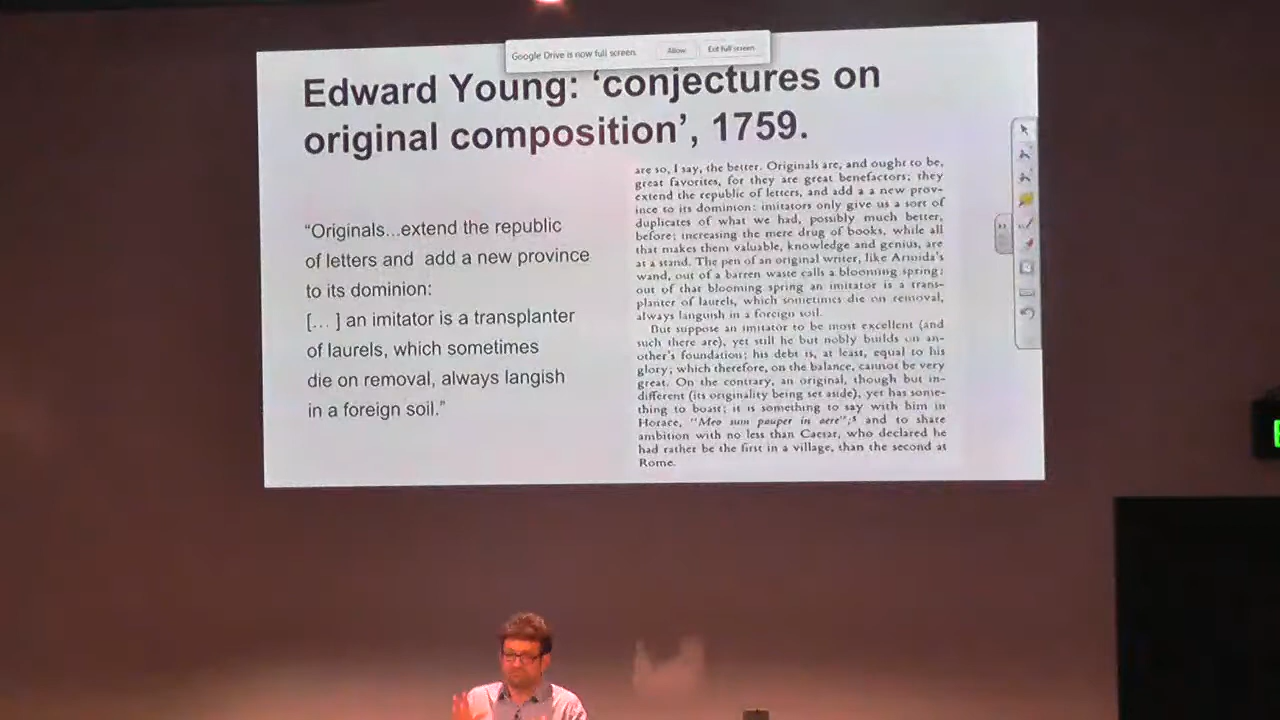 Google Drive is now full screen.
Allow
Exit full screen
Edward Young: ‘conjectures on
original composition’, 1759.
“Originals...extend the republic
of letters and add a new province
to its dominion:
[... ] an imitator is a transplanter
of laurels, which sometimes
die on removal, always langish
in a foreign soil.”
are so, I say, the better. Originals are, and ought to be,
great favorites, for they are great benefactors; they
extend the republic of letters, and add a a new prov-
ince to its dominion: imitators only give us a sort of
duplicates of what we had, possibly much better,
before; increasing the mere drug of books, while all
that makes them valuable, knowledge and genius, are
at a stand. The pen of an original writer, like Armida's
wand, out of a barren waste calls a blooming spring:
out of that blooming spring an imitator is a trans-
planter of laurels, which sometimes die on removal,
always languish in a foreign soil.
But suppose an imitator to be most excellent (and
such there are), yet still he but nobly builds on an-
other's foundation; his debt is, at least, equal to his
glory; which therefore, on the balance, cannot be very
great. On the contrary, an original, though but in-
different (its originality being set aside), yet has some-
thing to boast; it is something to say with him in
Horace, "Meo sum pauper in aere"; and to share
ambition with no less than Caesar, who declared he
had rather be the first in a village, than the second at
Rome.